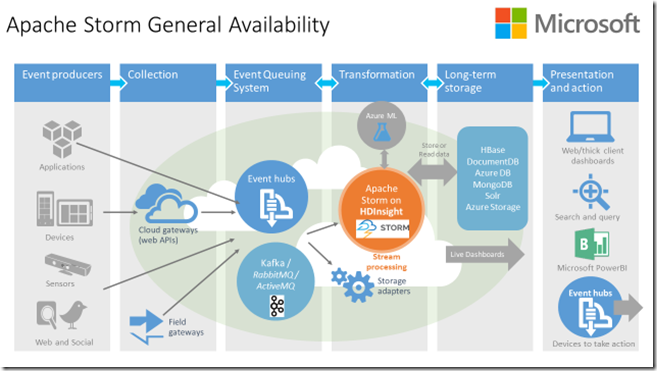 Apache Storm General Availability
Microsoft
Event producers
Collection
Event Queuing
System
Transformation
Long-term
storage
Presentation
and action
Applications
Devices
Sensors
Web and Social
Cloud gateways
(web APIs)
Field
gateways
Event hubs
Kafka /
RabbitMQ /
ActiveMQ
Azure ML
Apache
Storm on
HDInsight
STORM
Stream
processing
Storage
adapters
Store or
Read data
HBase
DocumentDB
Azure DB
MongoDB
Solr
Azure Storage
Live Dashboards
Web/thick client
dashboards
Search and query
Microsoft PowerBI
Event hubs
Devices to take action